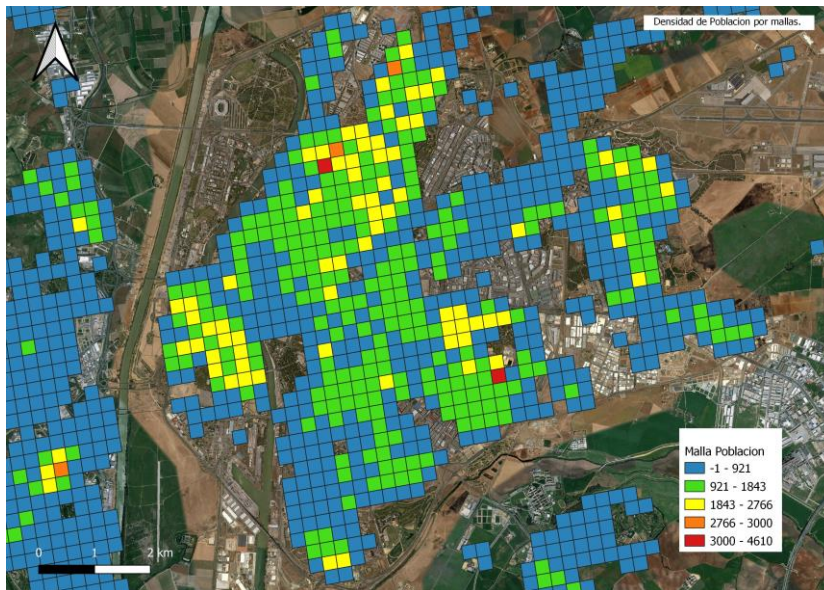 Densidad de Poblacion por mallas.
Malla Poblacion
-1 - 921
921 - 1843
1843 - 2766
2766 - 3000
3000 - 4610
0 1 2 km